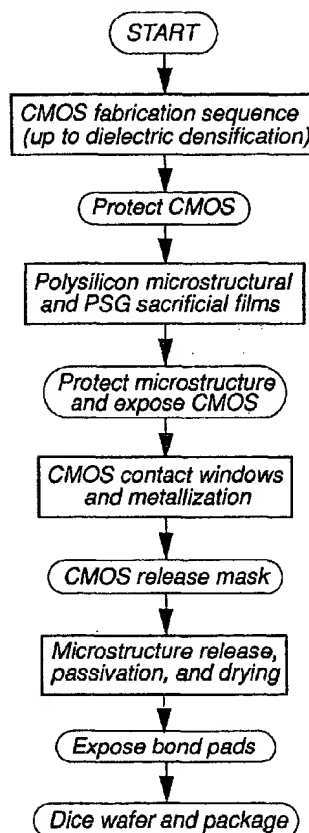 START
CMOS fabrication sequence
(up to dielectric densification)
Protect CMOS
Polysilicon microstructural
and PSG sacrificial films
Protect microstructure
and expose CMOS
CMOS contact windows
and metallization
CMOS release mask
Microstructure release,
passivation, and drying
Expose bond pads
Dice wafer and package